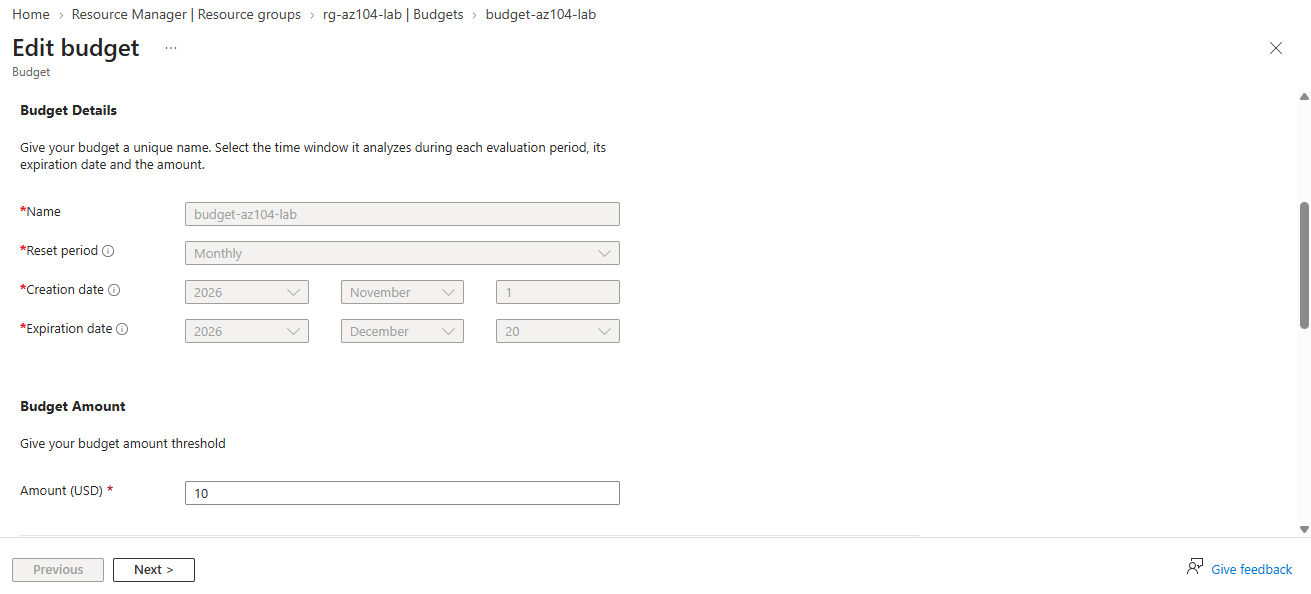 Home > Resource Manager | Resource groups > rg-az104-lab | Budgets > budget-az104-lab
Edit budget ...
Budget
Budget Details
Give your budget a unique name. Select the time window it analyzes during each evaluation period, its
expiration date and the amount.
*Name budget-az104-lab
*Reset period Monthly
*Creation date 2026 November 1
*Expiration date 2026 December 20
Budget Amount
Give your budget amount threshold
Amount (USD) * 10
Previous Next > Give feedback